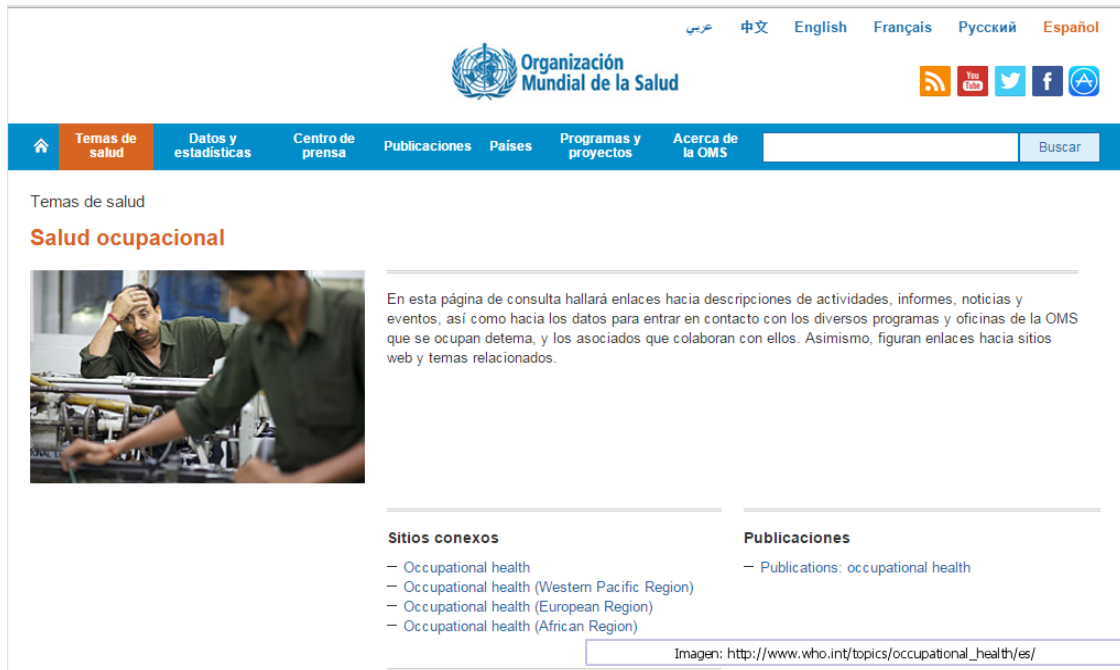 عربي 中文 English Français Русский Español
Organización
Mundial de la Salud
You
Tube
Temas de
salud
Datos y
estadísticas
Centro de
prensa
Publicaciones
Países
Programas y
proyectos
Acerca de
la OMS
Buscar
Temas de salud
Salud ocupacional
En esta página de consulta hallará enlaces hacia descripciones de actividades, informes, noticias y
eventos, así como hacia los datos para entrar en contacto con los diversos programas y oficinas de la OMS
que se ocupan detema, y los asociados que colaboran con ellos. Asimismo, figuran enlaces hacia sitios
web y temas relacionados.
Sitios conexos
— Occupational health
— Occupational health (Western Pacific Region)
— Occupational health (European Region)
— Occupational health (African Region)
Publicaciones
— Publications: occupational health
Imagen: http://www.who.int/topics/occupational_health/es/